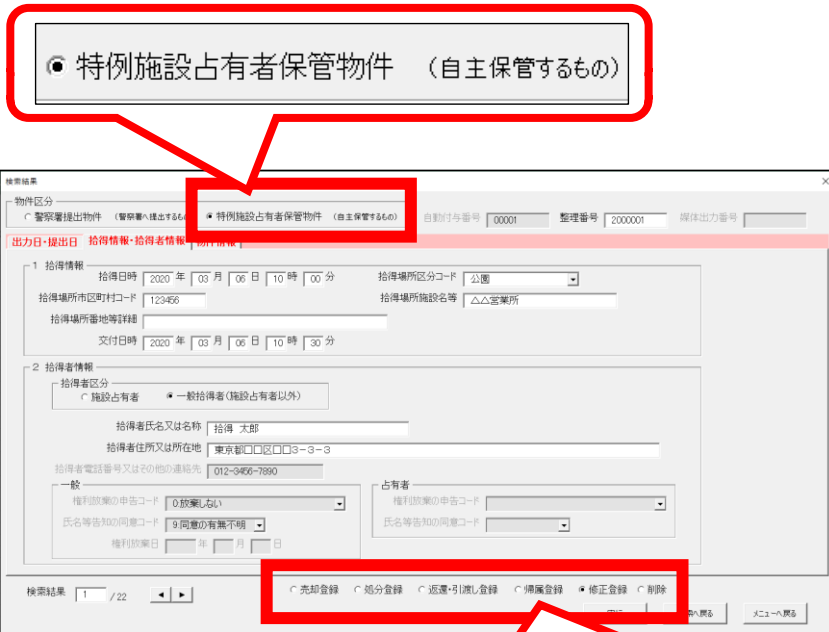 特例施設占有者保管物件 （自主保管するもの）
検索結果
物件区分
警察署提出物件 （警察署へ提出するもの 特例施設占有者保管物件 （自主保管するもの） 自動付与番号 00001 整理番号 2000001 媒体出力番号
出力日・提出日 拾得情報・拾得者情報 物件情報
1 拾得情報
拾得日時 2020 年 03 月 06 日 10 時 00 分 拾得場所区分コード 公園
拾得場所市区町村コード 123456 拾得場所施設名等 △△営業所
拾得場所番地等詳細
交付日時 2020 年 03 月 06 日 10 時 30 分
2 拾得者情報
拾得者区分
施設占有者 一般拾得者(施設占有者以外)
拾得者氏名又は名称 拾得 太郎
拾得者住所又は所在地 東京都□□区□□3-3-3
拾得者電話番号又はその他の連絡先 012-3456-7890
一般 占有者
権利放棄の申告コード 0:放棄しない 権利放棄の申告コード
氏名等告知の同意コード 9:同意の有無不明 氏名等告知の同意コード
権利放棄日 年 月 日
検索結果 1 /22 売却登録 処分登録 返還・引渡し登録 帰属登録 修正登録 削除
へ戻る メニューへ戻る